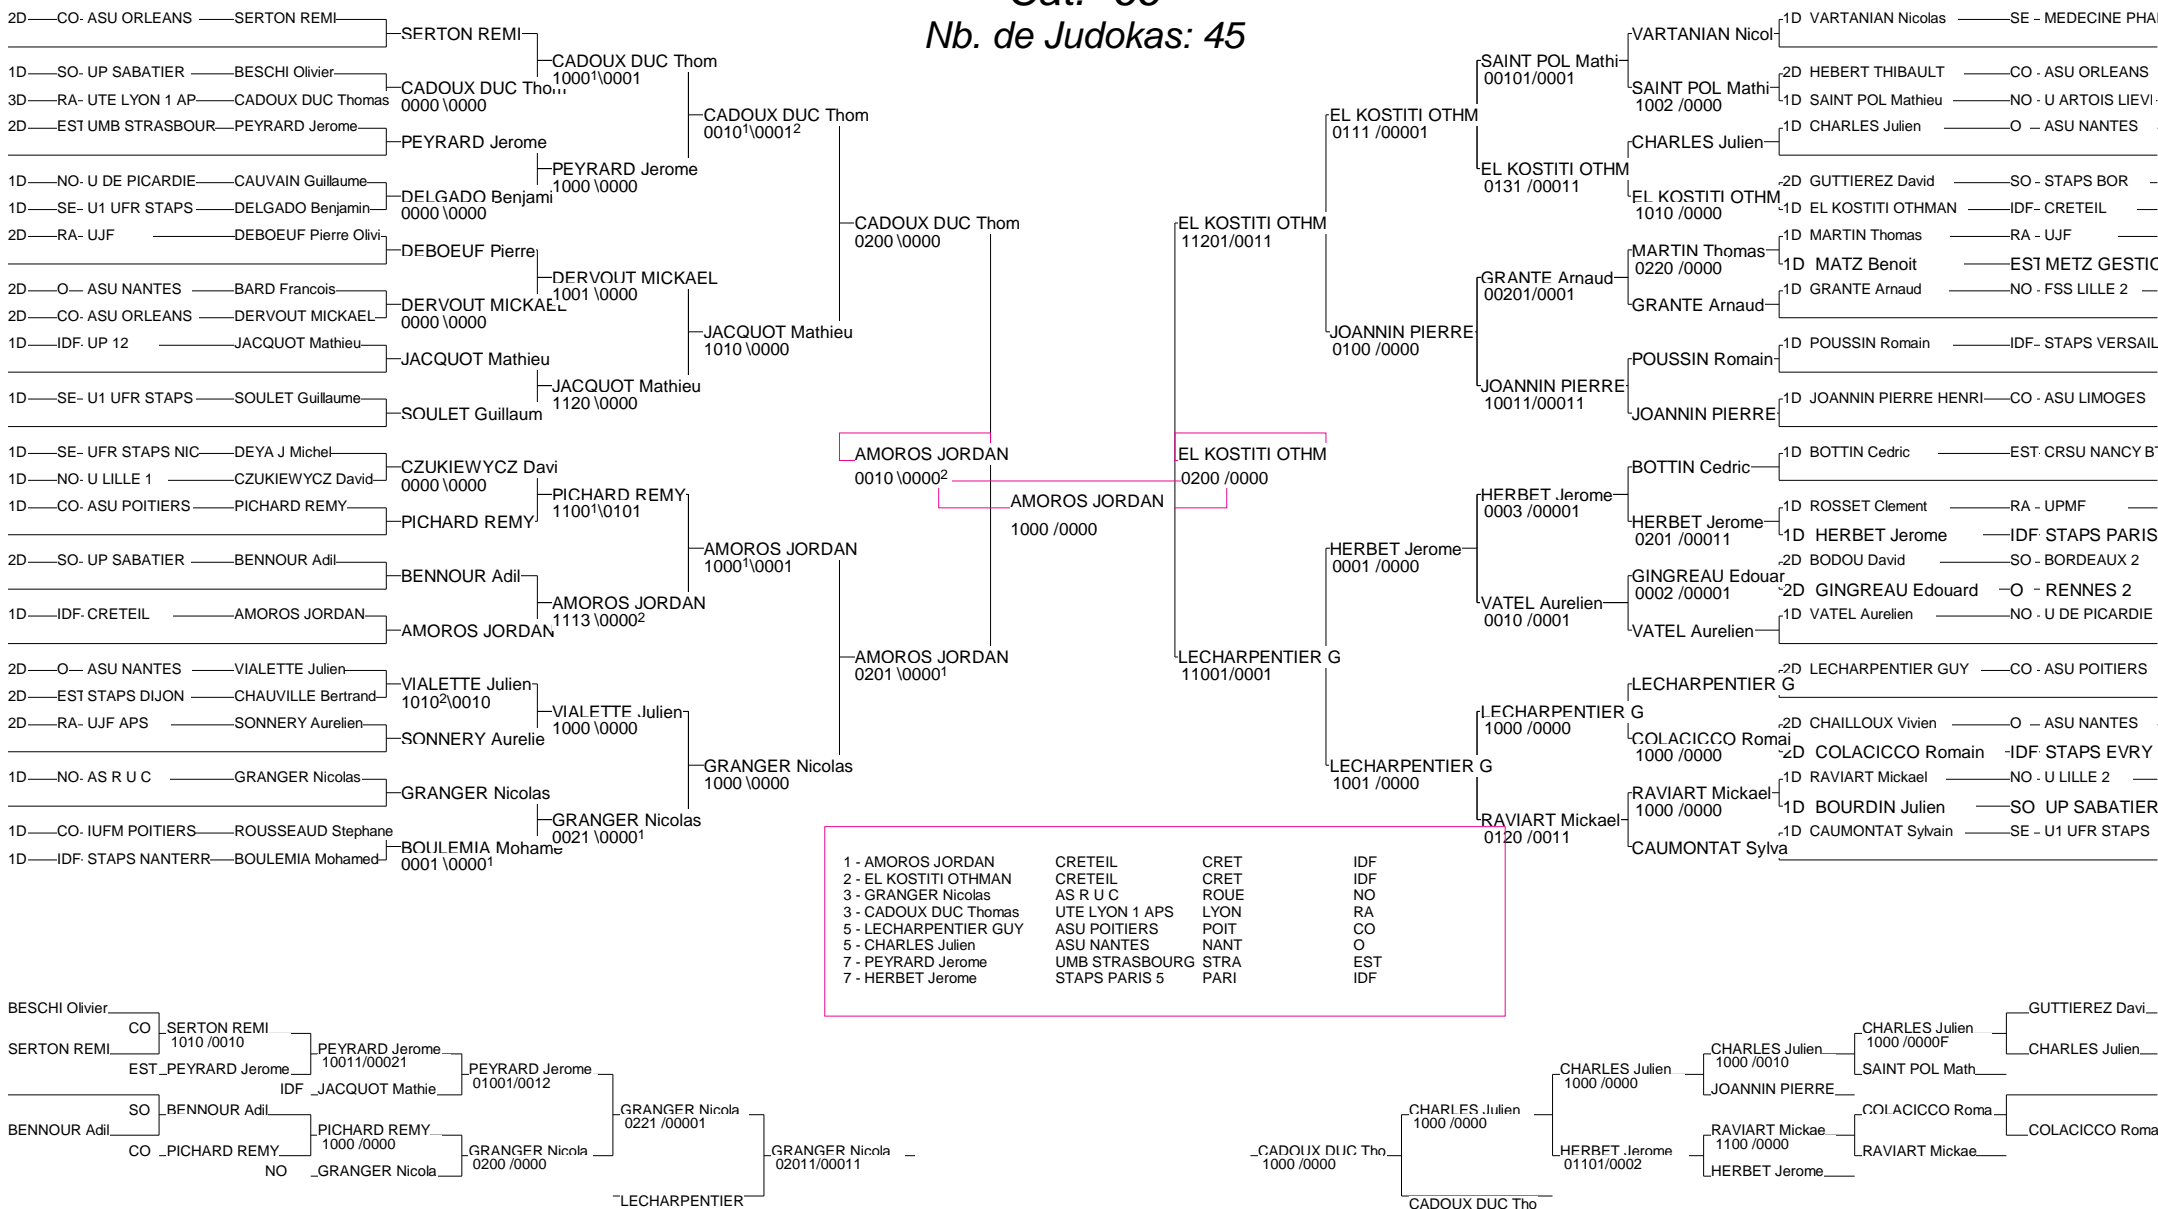 Nb. de Judokas: 45
2D CO- ASU ORLEANS SERTON REMI
1D SO- UP SABATIER BESCHI Olivier
3D RA- UTE LYON 1 AP CADOUX DUC Thomas
2D EST UMB STRASBOUR PEYRARD Jerome
1D NO- U DE PICARDIE CAUVAIN Guillaume
1D SE- U1 UFR STAPS DELGADO Benjamin
2D RA- UJF DEBOEUF Pierre Olivi
2D O- ASU NANTES BARD Francois
2D CO- ASU ORLEANS DERVOUT MICKAEL
1D IDF- UP 12 JACQUOT Mathieu
1D SE- U1 UFR STAPS SOULET Guillaume
1D SE- UFR STAPS NIC DEYA J Michel
1D NO- U LILLE 1 CZUKIEWYCZ David
1D CO- ASU POITIERS PICHARD REMY
2D SO- UP SABATIER BENNOUR Adil
1D IDF- CRETEIL AMOROS JORDAN
2D O- ASU NANTES VIALETTE Julien
2D EST STAPS DIJON CHAUVILLE Bertrand
2D RA- UJF APS SONNERY Aurelien
1D NO- AS R U C GRANGER Nicolas
1D CO- IUFM POITIERS ROUSSEAUD Stephane
1D IDF- STAPS NANTERR BOULEMIA Mohamed
SERTON REMI
CADOUX DUC Thom
0000 \0000
PEYRARD Jerome
DELGADO Benjami
0000 \0000
DEBOEUF Pierre
DERVOUT MICKAEL
0000 \0000
JACQUOT Mathieu
SOULET Guillaum
CZUKIEWYCZ Davi
0000 \0000
PICHARD REMY
BENNOUR Adil
AMOROS JORDAN
VIALETTE Julien
1010²\0010
SONNERY Aurelie
GRANGER Nicolas
BOULEMIA Mohame
0001 \0000¹
CADOUX DUC Thom
1000¹\0001
PEYRARD Jerome
1000 \0000
DERVOUT MICKAEL
1001 \0000
JACQUOT Mathieu
1120 \0000
PICHARD REMY
1100¹\0101
AMOROS JORDAN
1113 \0000²
VIALETTE Julien
1000 \0000
GRANGER Nicolas
0021 \0000¹
CADOUX DUC Thom
0010¹\0001²
JACQUOT Mathieu
1010 \0000
AMOROS JORDAN
1000¹\0001
GRANGER Nicolas
1000 \0000
CADOUX DUC Thom
0200 \0000
AMOROS JORDAN
0201 \0000¹
AMOROS JORDAN
0010 \0000²
AMOROS JORDAN
1000 /0000
EL KOSTITI OTHM
0200 /0000
EL KOSTITI OTHM
11201/0011
LECHARPENTIER G
11001/0001
EL KOSTITI OTHM
0111 /00001
JOANNIN PIERRE
0100 /0000
HERBET Jerome
0001 /0000
LECHARPENTIER G
1001 /0000
SAINT POL Mathi
00101/0001
EL KOSTITI OTHM
0131 /00011
GRANTE Arnaud
00201/0001
JOANNIN PIERRE
10011/00011
HERBET Jerome
0003 /00001
VATEL Aurelien
0010 /0001
LECHARPENTIER G
1000 /0000
RAVIART Mickael
0120 /0011
VARTANIAN Nicol
SAINT POL Mathi
1002 /0000
CHARLES Julien
EL KOSTITI OTHM
1010 /0000
MARTIN Thomas
0220 /0000
GRANTE Arnaud
POUSSIN Romain
JOANNIN PIERRE
BOTTIN Cedric
HERBET Jerome
0201 /00011
GINGREAU Edouar
0002 /00001
VATEL Aurelien
LECHARPENTIER G
COLACICCO Romai
1000 /0000
RAVIART Mickael
1000 /0000
CAUMONTAT Sylva
1D VARTANIAN Nicolas SE - MEDECINE PHA
2D HEBERT THIBAULT CO - ASU ORLEANS
1D SAINT POL Mathieu NO - U ARTOIS LIEVI
1D CHARLES Julien O - ASU NANTES
2D GUTTIEREZ David SO - STAPS BOR
1D EL KOSTITI OTHMAN IDF- CRETEIL
1D MARTIN Thomas RA - UJF
1D MATZ Benoit EST METZ GESTIO
1D GRANTE Arnaud NO - FSS LILLE 2
1D POUSSIN Romain IDF- STAPS VERSAIL
1D JOANNIN PIERRE HENRI CO - ASU LIMOGES
1D BOTTIN Cedric EST- CRSU NANCY BT
1D ROSSET Clement RA - UPMF
1D HERBET Jerome IDF- STAPS PARIS
2D BODOU David SO - BORDEAUX 2
2D GINGREAU Edouard O - RENNES 2
1D VATEL Aurelien NO - U DE PICARDIE
2D LECHARPENTIER GUY CO - ASU POITIERS
2D CHAILLOUX Vivien O - ASU NANTES
2D COLACICCO Romain IDF- STAPS EVRY
1D RAVIART Mickael NO - U LILLE 2
1D BOURDIN Julien SO UP SABATIER
1D CAUMONTAT Sylvain SE - U1 UFR STAPS
1 - AMOROS JORDAN CRETEIL CRET IDF
2 - EL KOSTITI OTHMAN CRETEIL CRET IDF
3 - GRANGER Nicolas AS R U C ROUE NO
3 - CADOUX DUC Thomas UTE LYON 1 APS LYON RA
5 - LECHARPENTIER GUY ASU POITIERS POIT CO
5 - CHARLES Julien ASU NANTES NANT O
7 - PEYRARD Jerome UMB STRASBOURG STRA EST
7 - HERBET Jerome STAPS PARIS 5 PARI IDF
BESCHI Olivier
SERTON REMI
BENNOUR Adil
CO SERTON REMI
1010 /0010
EST PEYRARD Jerome
SO BENNOUR Adil
CO PICHARD REMY
PEYRARD Jerome
10011/00021
IDF JACQUOT Mathie
PICHARD REMY
1000 /0000
NO GRANGER Nicola
PEYRARD Jerome
01001/0012
GRANGER Nicola
0200 /0000
GRANGER Nicola
0221 /00001
LECHARPENTIER
GRANGER Nicola
02011/00011
CADOUX DUC Tho
1000 /0000
CHARLES Julien
1000 /0000
CADOUX DUC Tho
CHARLES Julien
1000 /0000
HERBET Jerome
01101/0002
CHARLES Julien
1000 /0010
JOANNIN PIERRE
RAVIART Mickae
1100 /0000
HERBET Jerome
CHARLES Julien
1000 /0000F
SAINT POL Math
COLACICCO Roma
RAVIART Mickae
GUTTIEREZ Davi
CHARLES Julien
COLACICCO Roma